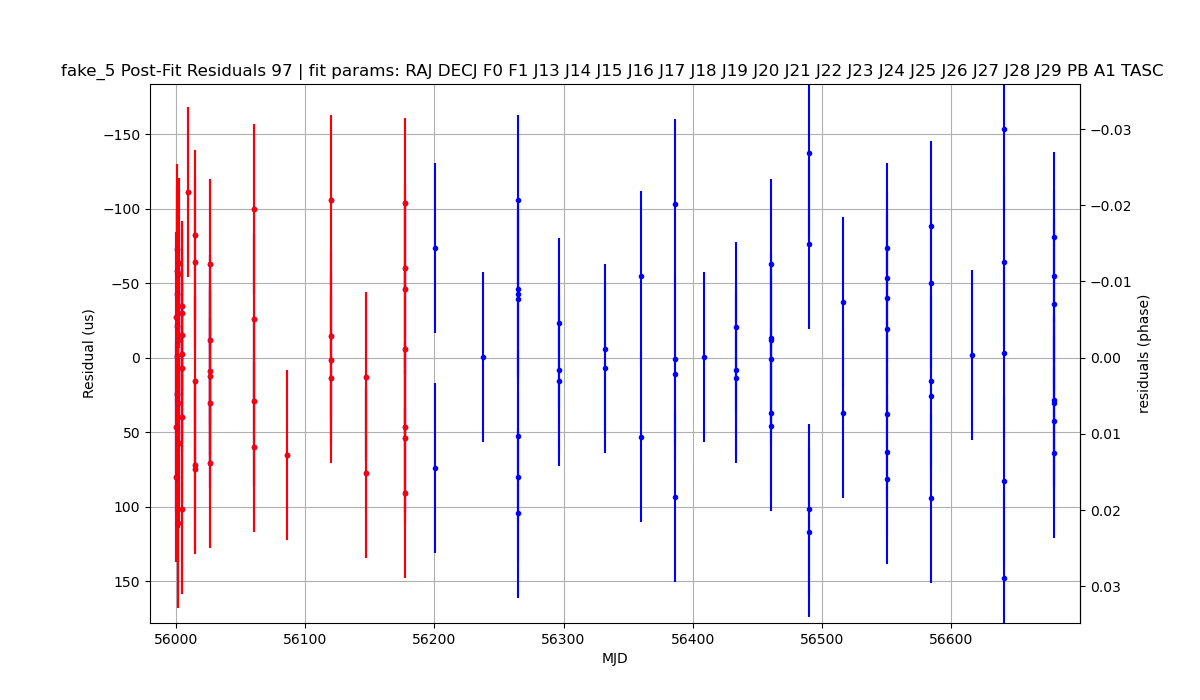 fake_5 Post-Fit Residuals 97 | fit params: RAJ DECJ F0 F1 J13 J14 J15 J16 J17 J18 J19 J20 J21 J22 J23 J24 J25 J26 J27 J28 J29 PB A1 TASC
−150
−100
−50
0
50
100
150
Residual (us)
−0.03
−0.02
−0.01
0.00
0.01
0.02
0.03
residuals (phase)
56000 56100 56200 56300 56400 56500 56600
MJD